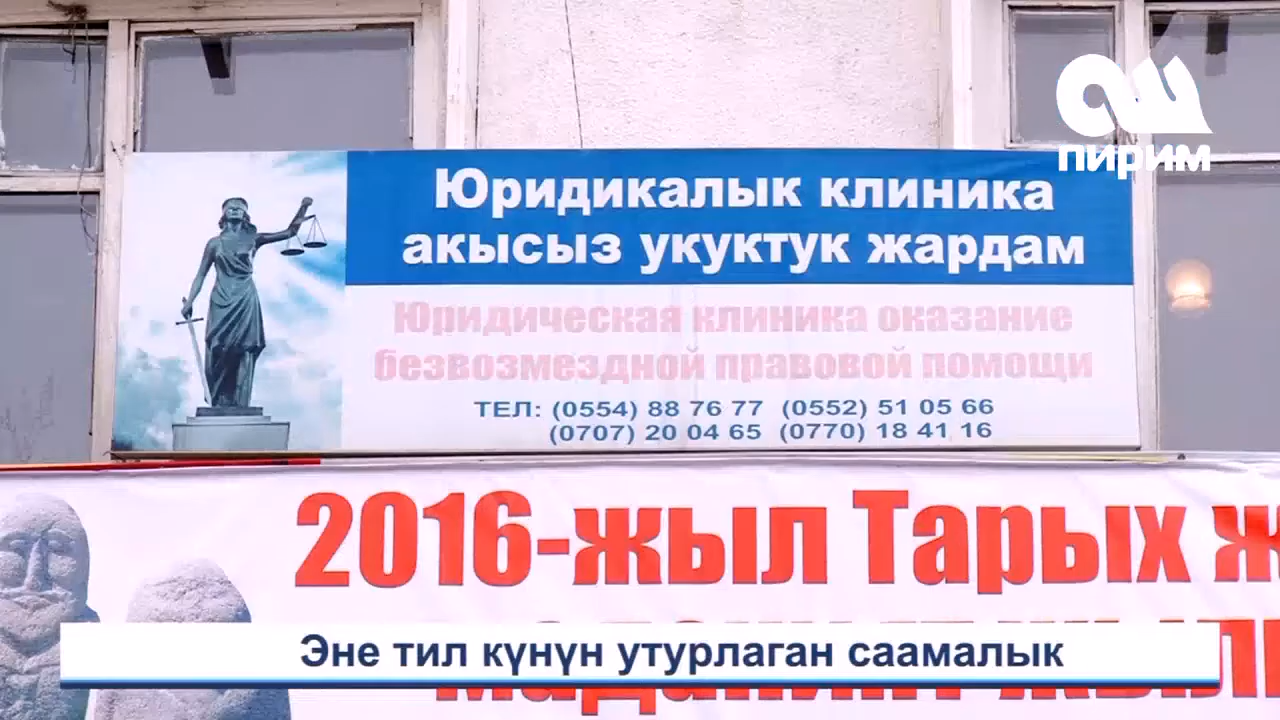 ОШ
ПИРИМ
Юридикалык клиника
акысыз укуктук жардам
Юридическая клиника оказание
безвозмездной правовой помощи
ТЕЛ: (0554) 88 76 77 (0552) 51 05 66
(0707) 20 04 65 (0770) 18 41 16
2016-жыл Тарых
Эне тил күнүн утурлаган саамалык